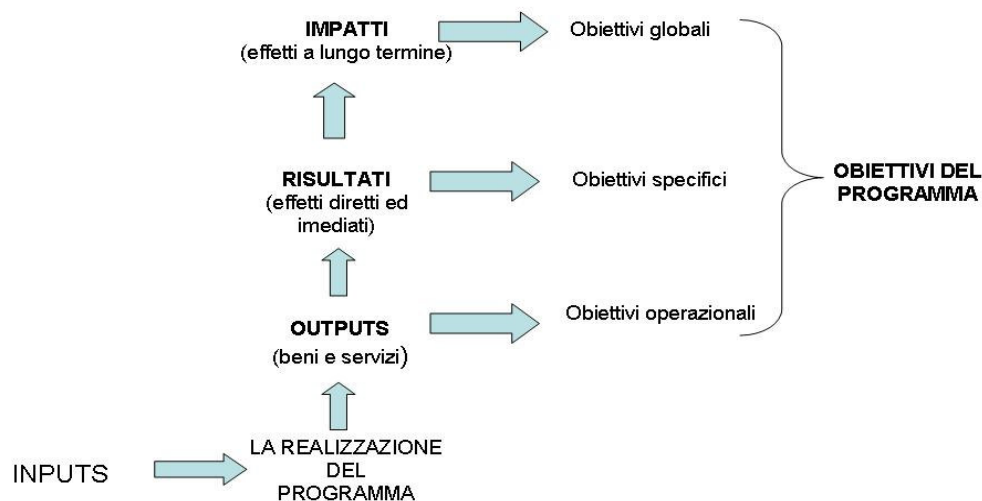 IMPATTI
(effetti a lungo termine)
Obiettivi globali
RISULTATI
(effetti diretti ed
imediati)
Obiettivi specifici
OBIETTIVI DEL
PROGRAMMA
OUTPUTS
(beni e servizi)
Obiettivi operazionali
INPUTS
LA REALIZZAZIONE
DEL
PROGRAMMA